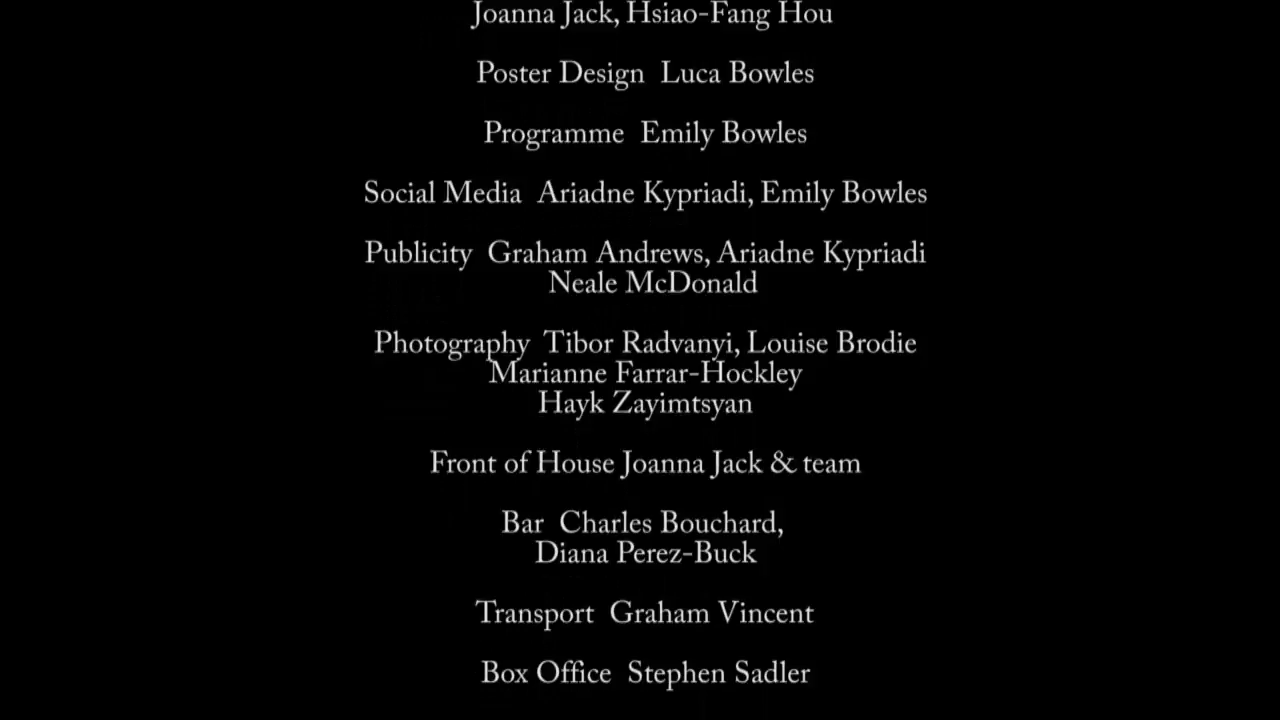 Joanna Jack, Hsiao-Fang Hou
Poster Design  Luca Bowles
Programme  Emily Bowles
Social Media  Ariadne Kypriadi, Emily Bowles
Publicity  Graham Andrews, Ariadne Kypriadi
Neale McDonald
Photography  Tibor Radvanyi, Louise Brodie
Marianne Farrar-Hockley
Hayk Zayimtsyan
Front of House Joanna Jack & team
Bar  Charles Bouchard,
Diana Perez-Buck
Transport  Graham Vincent
Box Office  Stephen Sadler